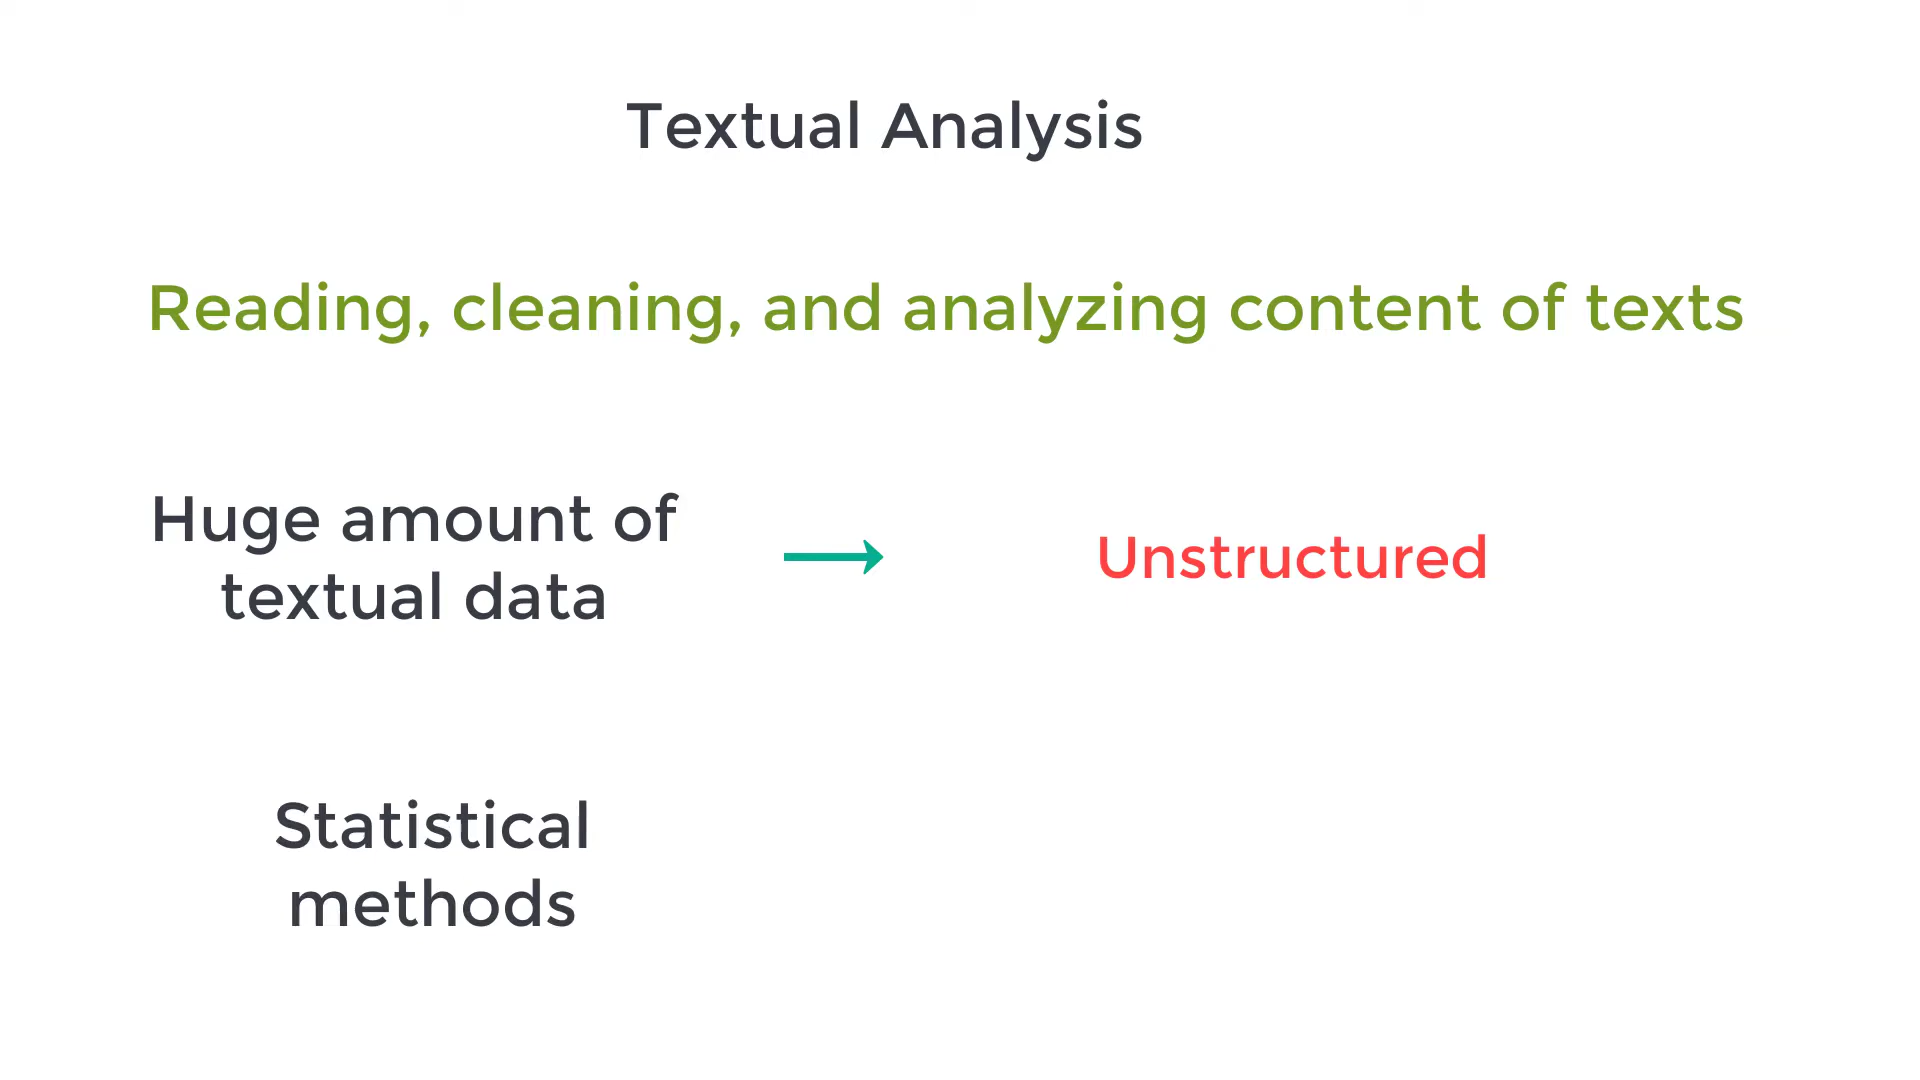 Textual Analysis
Reading, cleaning, and analyzing content of texts
Huge amount of
textual data
Unstructured
Statistical
methods